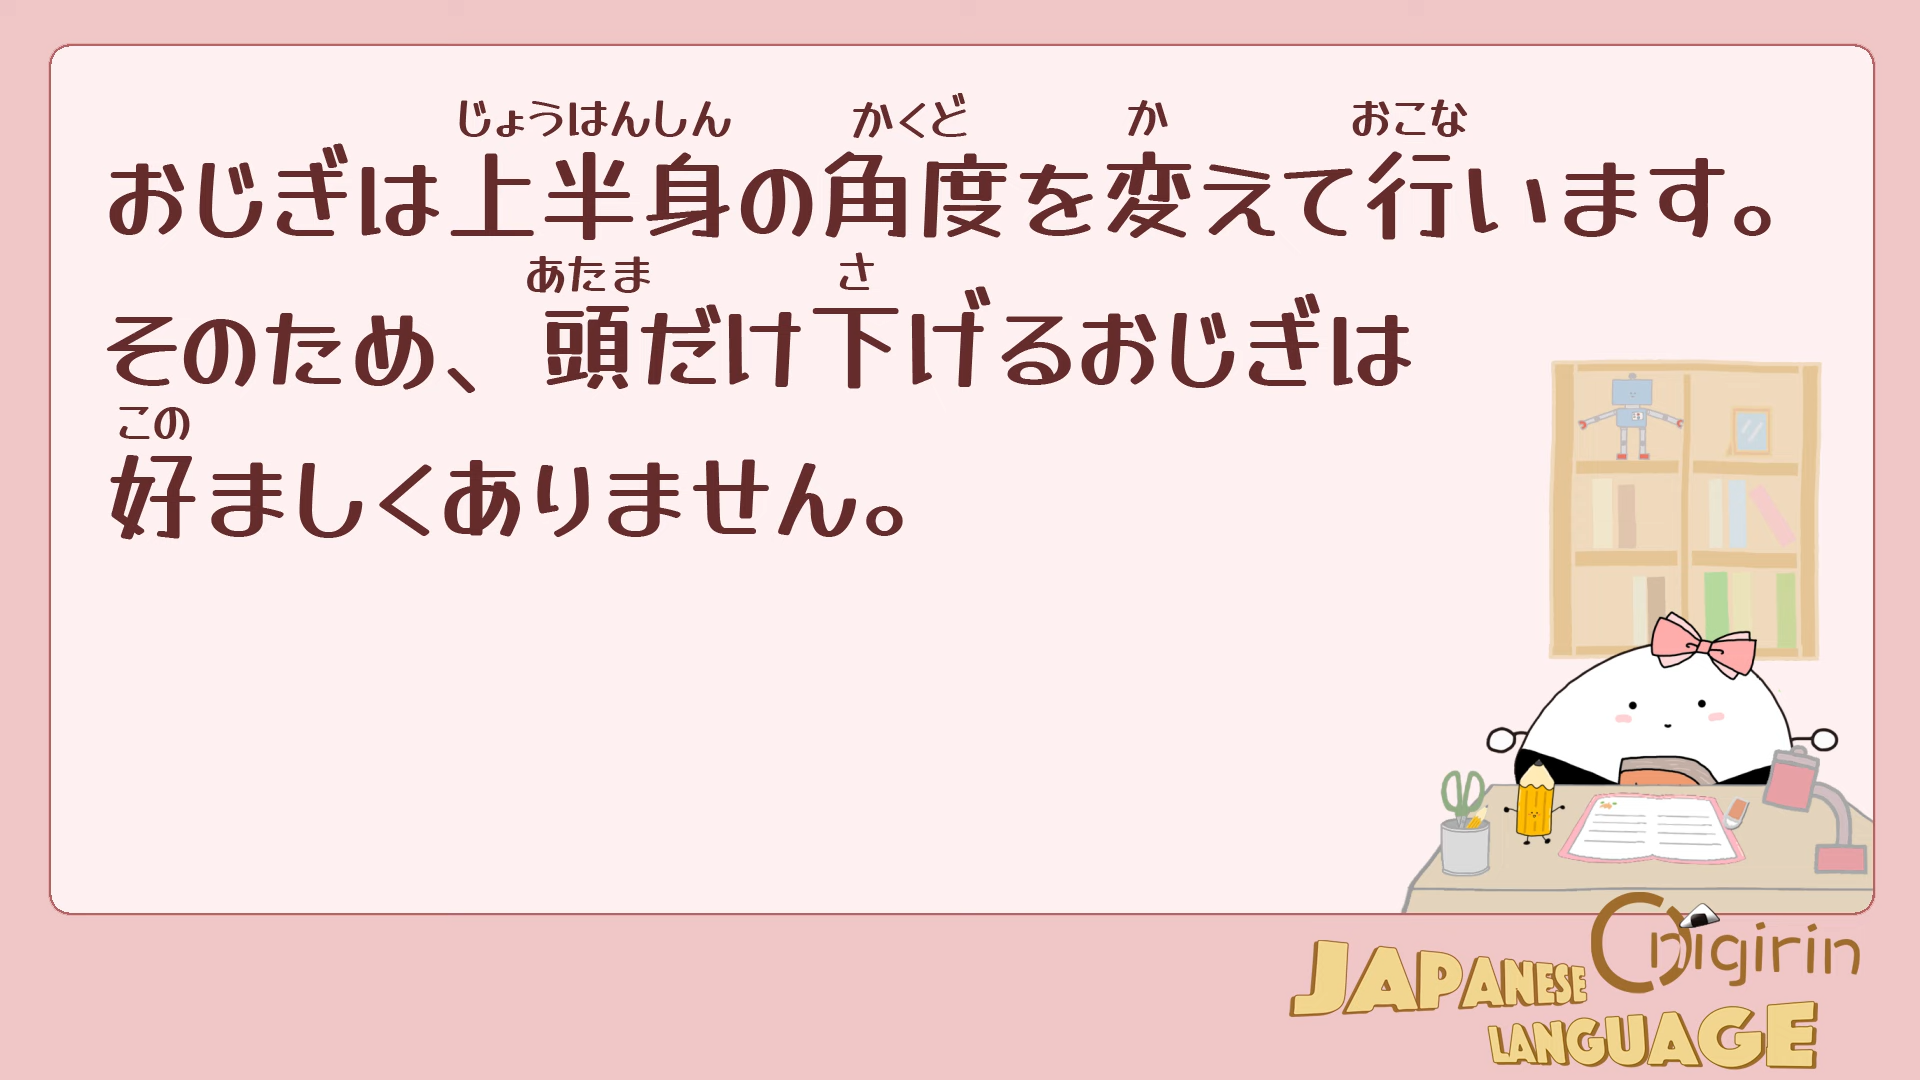 じょうはんしん かくど か おこな
おじぎは上半身の角度を変えて行います。
あたま さ
そのため、頭だけ下げるおじぎは
この
好ましくありません。
Onigirin
JAPANESE
LANGUAGE